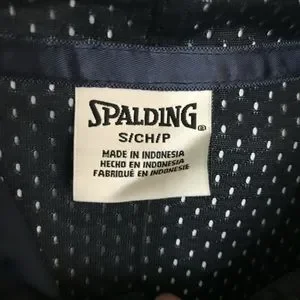 SPALDING®
S/CH/P
MADE IN INDONESIA
HECHO EN INDONESIA
FABRIQUÉ EN INDONESIE